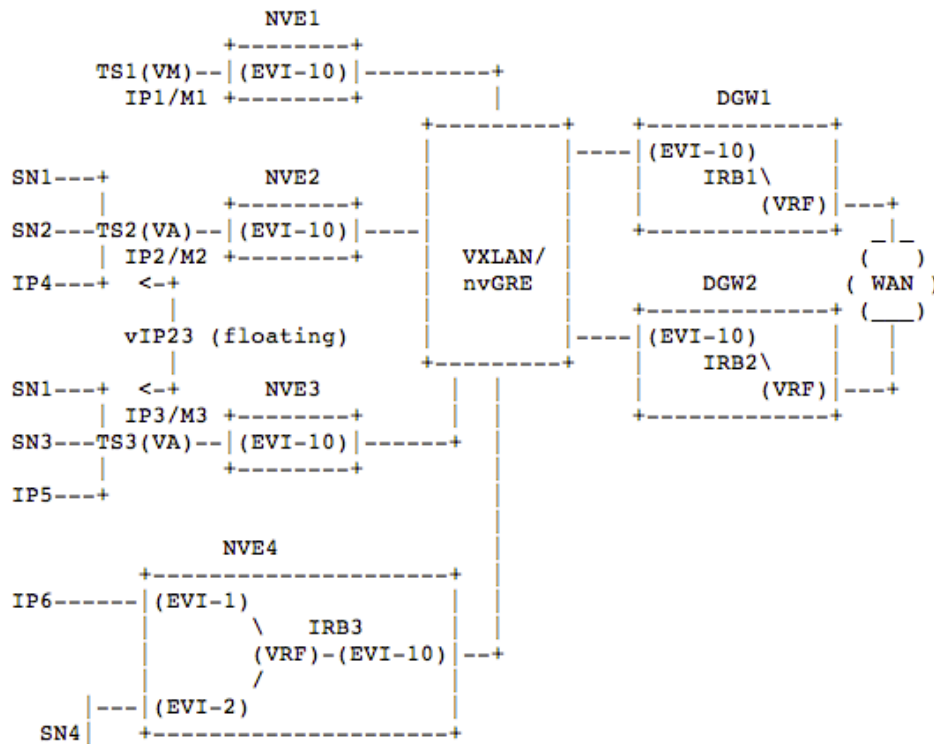 NVE1
TS1(VM)--|(EVI-10)|---------+
IP1/M1 DGW1
(EVI-10)
SN1---+ NVE2 IRB1\
(VRF)|---+
SN2---TS2(VA)--|(EVI-10)|----|
IP2/M2 VXLAN/
IP4---+ <-+ nvGRE DGW2 ( WAN )
vIP23 (floating) (EVI-10)
IRB2\
SN1---+ <-+ NVE3 (VRF)|---+
IP3/M3
SN3---TS3(VA)--|(EVI-10)|------+
IP5---+
NVE4
IP6------|(EVI-1)
\ IRB3
(VRF)-(EVI-10)|--+
/
|---|(EVI-2)
SN4|